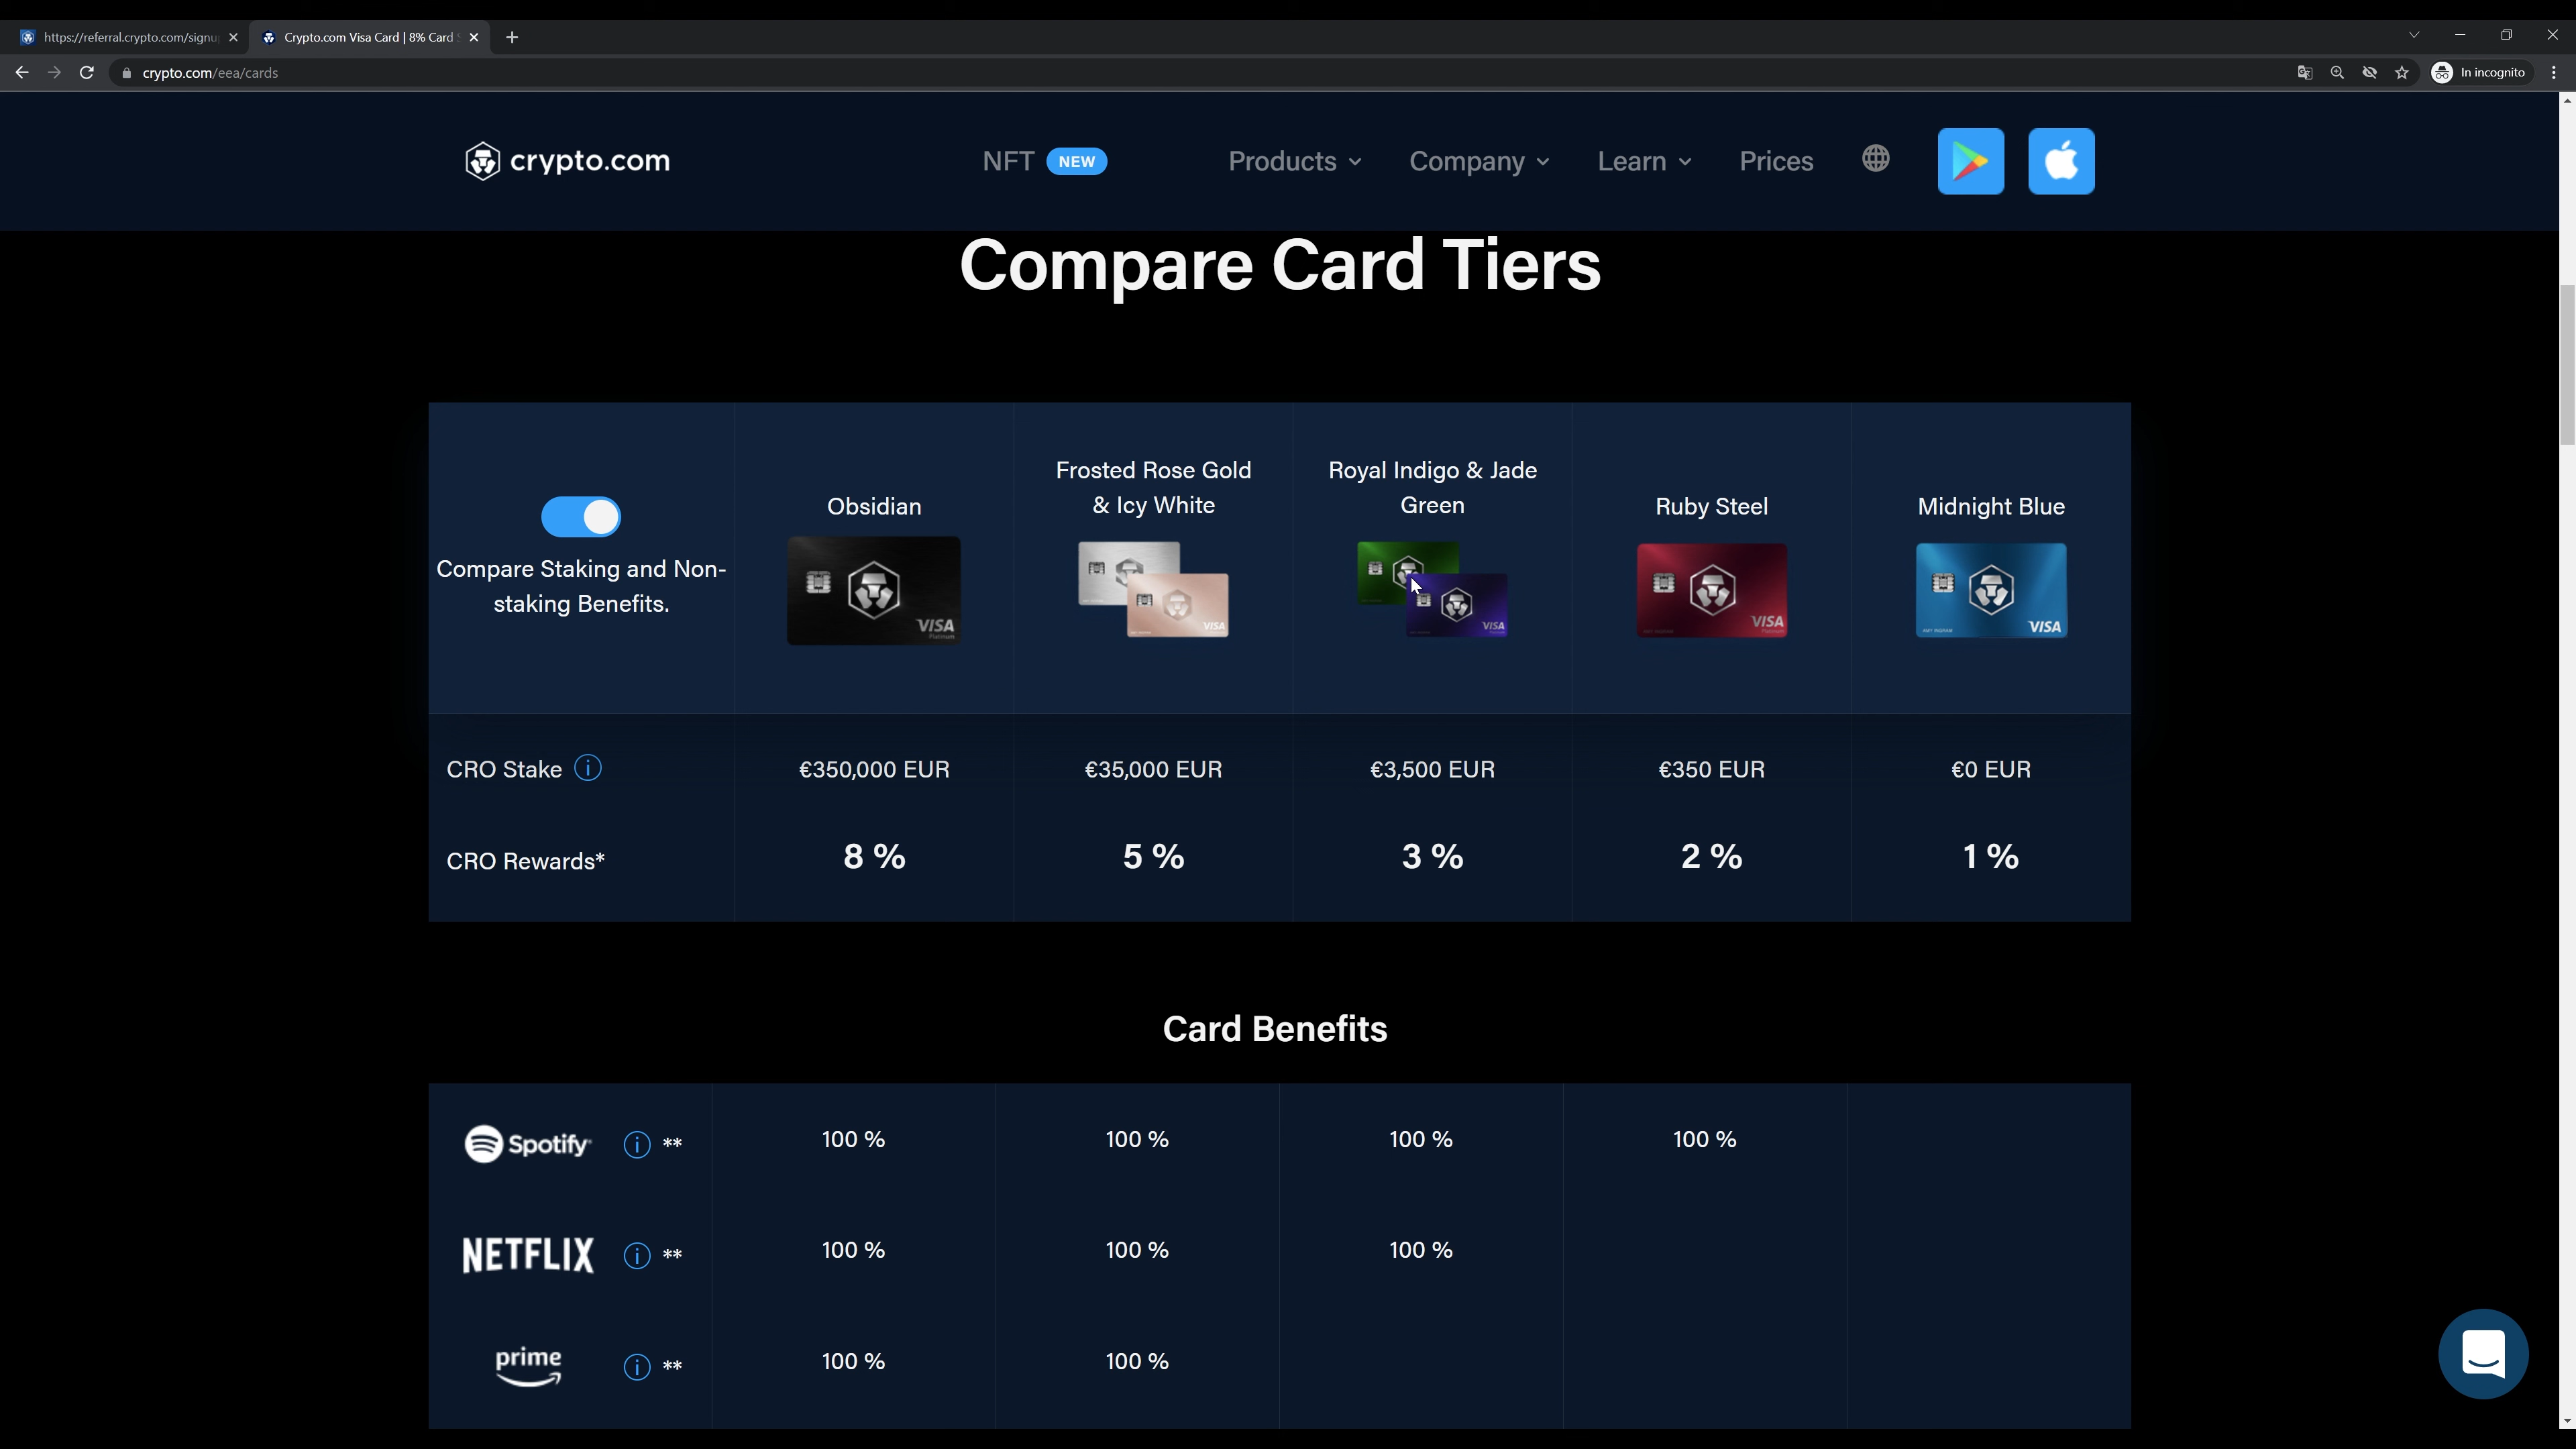 https://referral.crypto.com/signu
Crypto.com Visa Card | 8% Card
crypto.com/eea/cards
In incognito
crypto.com
NFT NEW
Products
Company
Learn
Prices
Compare Card Tiers
Compare Staking and Non-
staking Benefits.
Obsidian
VISA
Platinum
Frosted Rose Gold
& Icy White
VISA
Royal Indigo & Jade
Green
VISA
Ruby Steel
VISA
Platinum
Midnight Blue
VISA
CRO Stake €350,000 EUR €35,000 EUR €3,500 EUR €350 EUR €0 EUR
CRO Rewards* 8 % 5 % 3 % 2 % 1 %
Card Benefits
Spotify ** 100 % 100 % 100 % 100 %
NETFLIX ** 100 % 100 % 100 %
prime ** 100 % 100 %